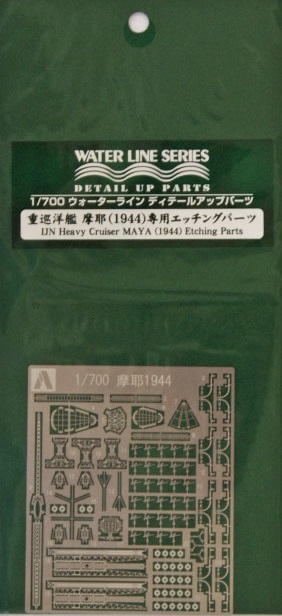 WATER LINE SERIES
DETAIL UP PARTS
1/700 ウォーターライン ディテールアップパーツ
重巡洋艦 摩耶(1944)専用エッチングパーツ
IJN Heavy Cruiser MAYA (1944) Etching Parts
1/700 摩耶1944